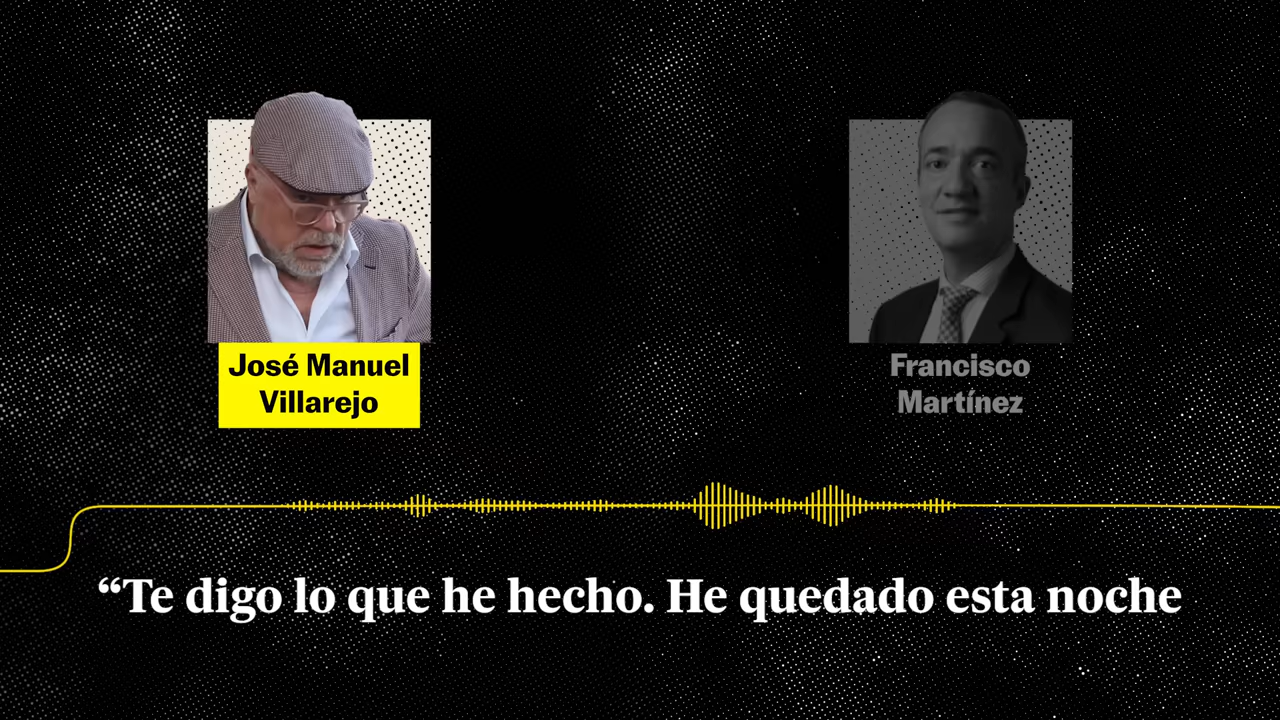 José Manuel
Villarejo
Francisco
Martínez
“Te digo lo que he hecho. He quedado esta noche